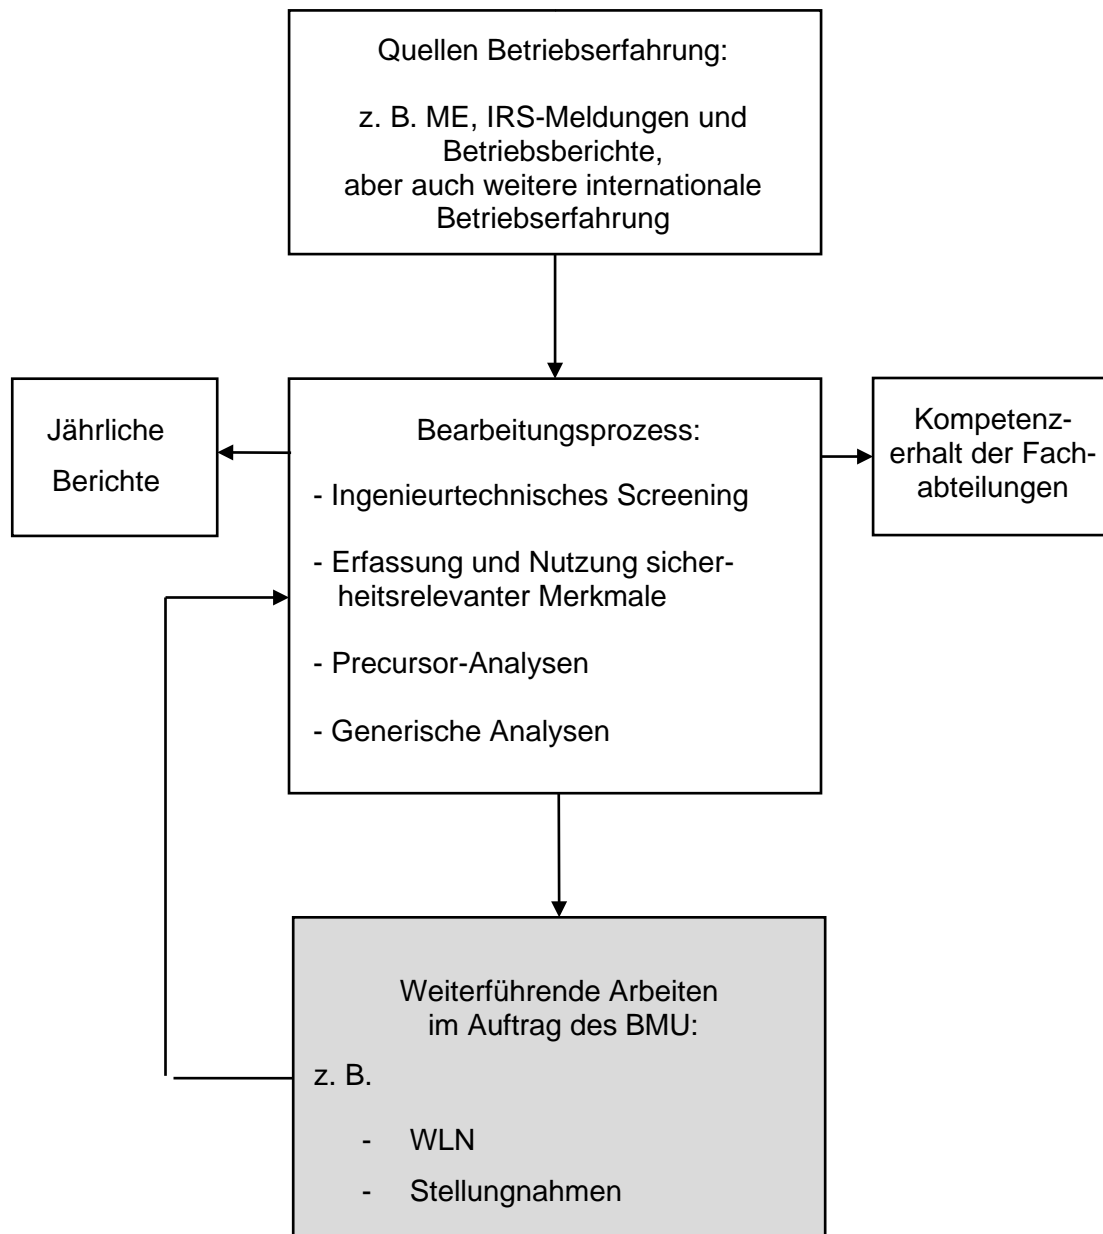 Quellen Betriebserfahrung:
z. B. ME, IRS-Meldungen und
Betriebsberichte,
aber auch weitere internationale
Betriebserfahrung
Jährliche
Berichte
Bearbeitungsprozess:
- Ingenieurtechnisches Screening
- Erfassung und Nutzung sicher-
heitsrelevanter Merkmale
- Precursor-Analysen
- Generische Analysen
Kompetenz-
erhalt der Fach-
abteilungen
Weiterführende Arbeiten
im Auftrag des BMU:
z. B.
- WLN
- Stellungnahmen